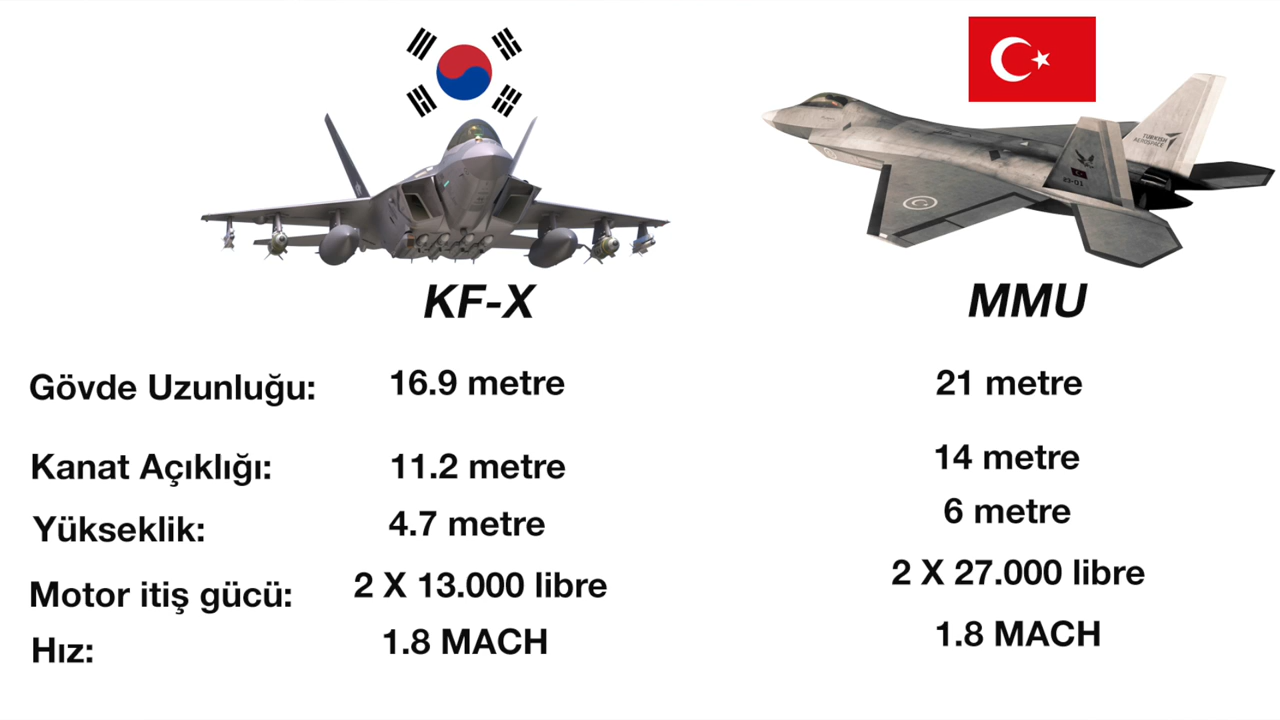 KF-X
MMU
TURKISH
AEROSPACE
Gövde Uzunluğu: 16.9 metre 21 metre
Kanat Açıklığı: 11.2 metre 14 metre
Yükseklik: 4.7 metre 6 metre
Motor itiş gücü: 2 X 13.000 libre 2 X 27.000 libre
Hız: 1.8 MACH 1.8 MACH